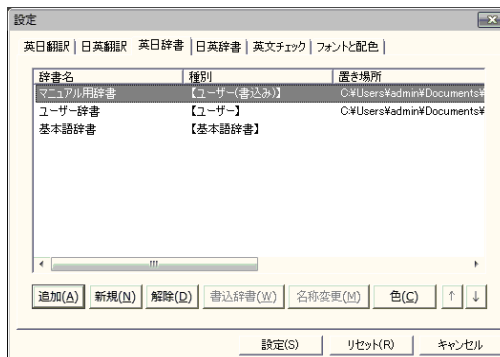 設定
英日翻訳 日英翻訳 英日辞書 日英辞書 英文チェック フォントと配色
辞書名 種別 置き場所
マニュアル用辞書 【ユーザー(書込み)】 C:¥Users¥admin¥Documents¥
ユーザー辞書 【ユーザー】 C:¥Users¥admin¥Documents¥
基本語辞書 【基本語辞書】
追加(A) 新規(N) 解除(D) 書込辞書(W) 名称変更(M) 色(C) ↑ ↓
設定(S) リセット(R) キャンセル